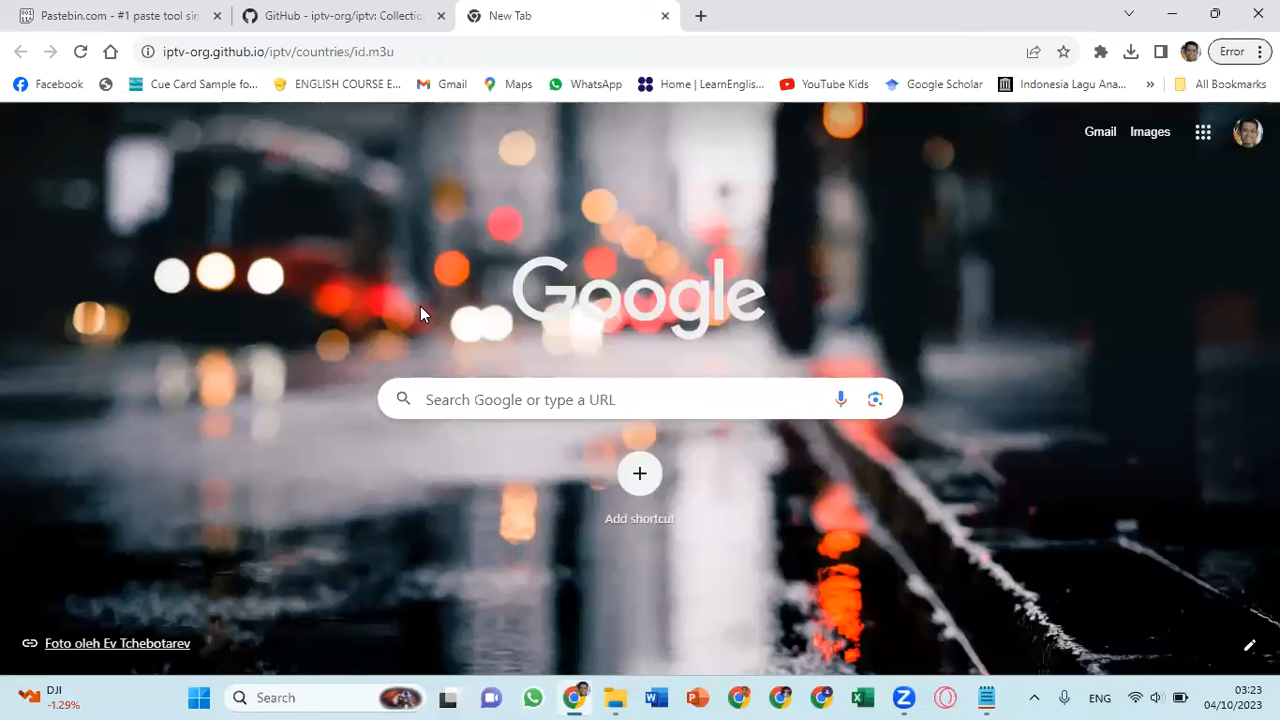 Pastebin.com - #1 paste tool sin
GitHub - iptv-org/iptv: Collectio
New Tab
iptv-org.github.io/iptv/countries/id.m3u
Error
Facebook
Cue Card Sample fo...
ENGLISH COURSE E...
Gmail
Maps
WhatsApp
Home | LearnEnglis...
YouTube Kids
Google Scholar
Indonesia Lagu Ana...
»
All Bookmarks
Gmail
Images
Google
Search Google or type a URL
Add shortcut
Foto oleh Ev Tchebotarev
DJI
-1.29%
Search
ENG
03:23
04/10/2023